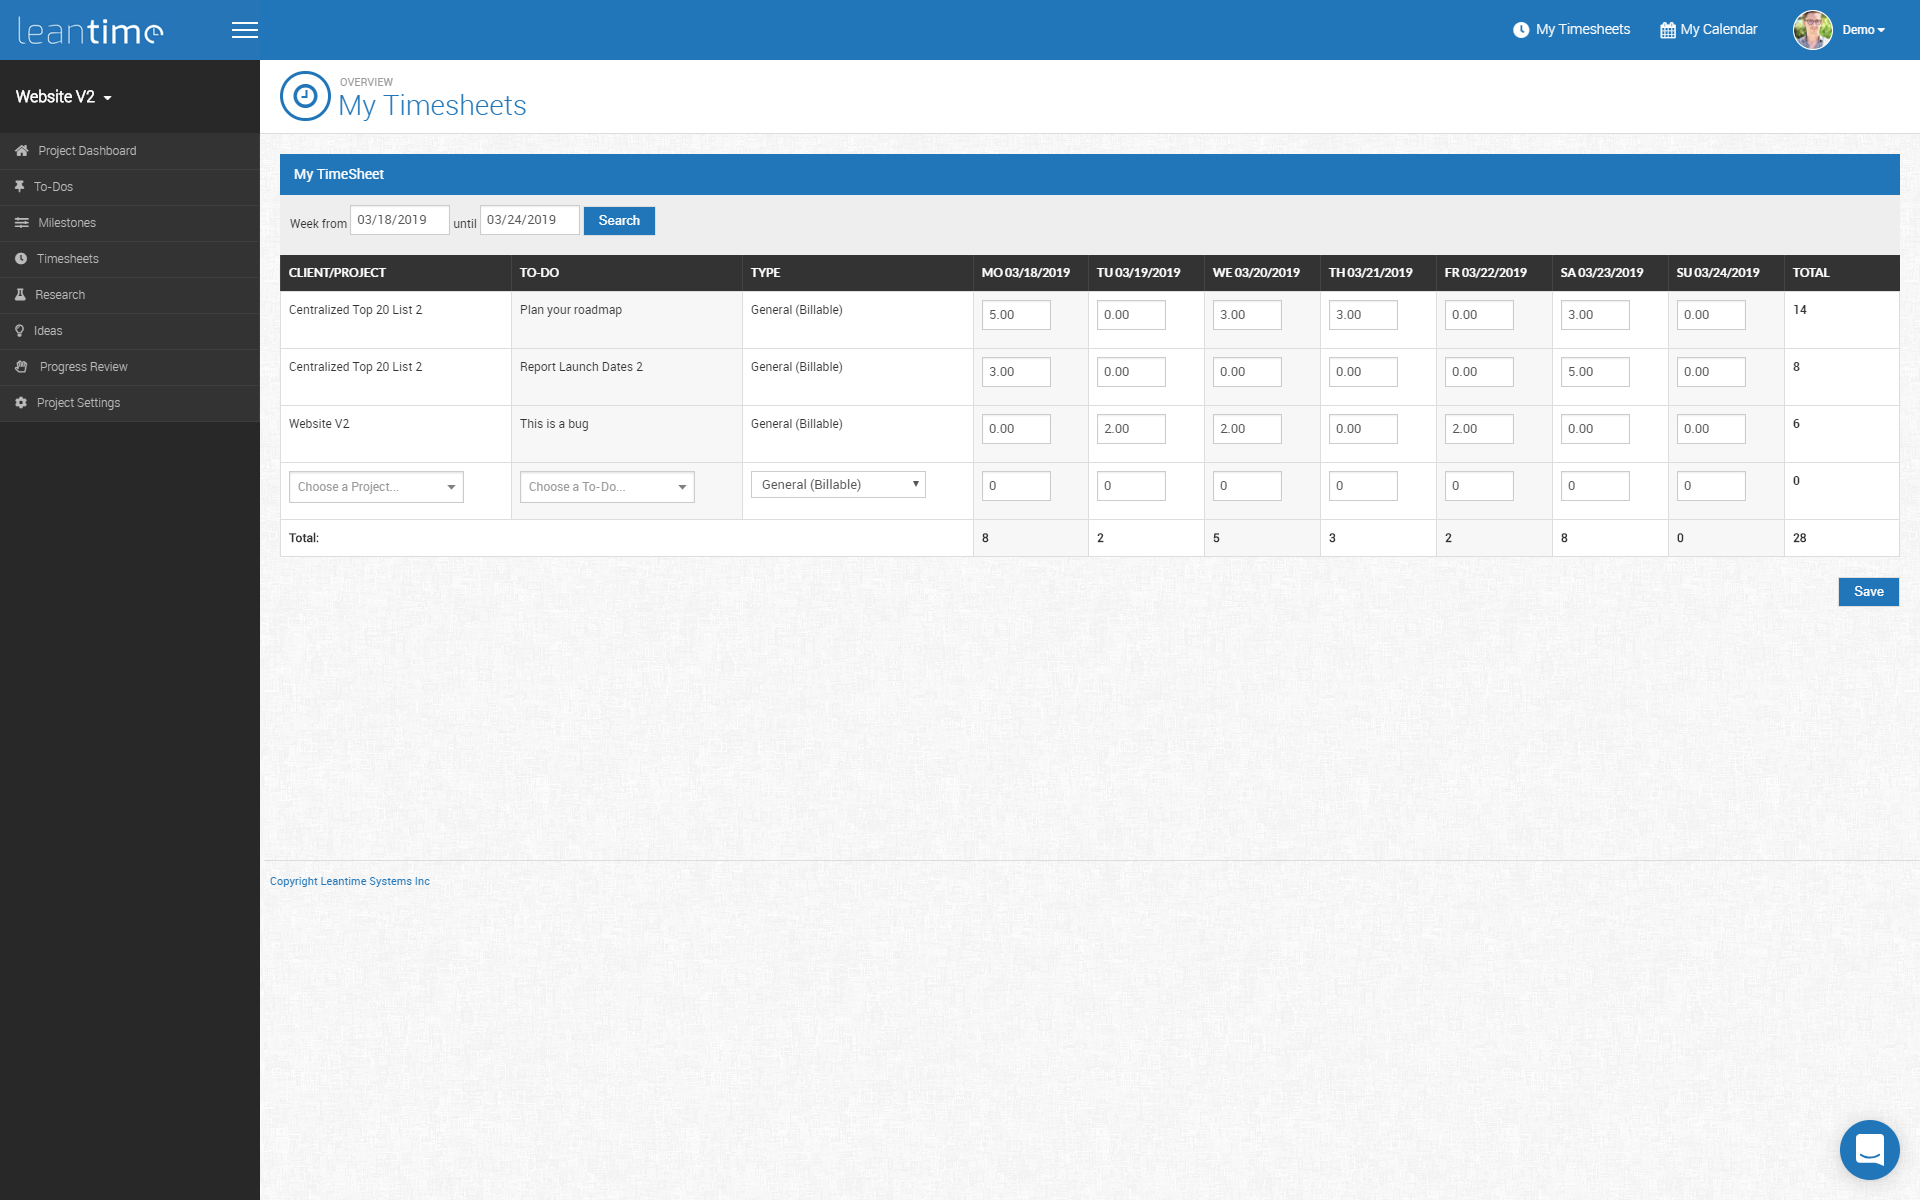 leantime
My Timesheets
My Calendar
Demo
Website V2
Project Dashboard
To-Dos
Milestones
Timesheets
Research
Ideas
Progress Review
Project Settings
OVERVIEW
My Timesheets
My TimeSheet
Week from 03/18/2019 until 03/24/2019 Search
CLIENT/PROJECT TO-DO TYPE MO 03/18/2019 TU 03/19/2019 WE 03/20/2019 TH 03/21/2019 FR 03/22/2019 SA 03/23/2019 SU 03/24/2019 TOTAL
Centralized Top 20 List 2 Plan your roadmap General (Billable) 5.00 0.00 3.00 3.00 0.00 3.00 0.00 14
Centralized Top 20 List 2 Report Launch Dates 2 General (Billable) 3.00 0.00 0.00 0.00 0.00 5.00 0.00 8
Website V2 This is a bug General (Billable) 0.00 2.00 2.00 0.00 2.00 0.00 0.00 6
Choose a Project... Choose a To-Do... General (Billable) 0 0 0 0 0 0 0 0
Total: 8 2 5 3 2 8 0 28
Save
Copyright Leantime Systems Inc